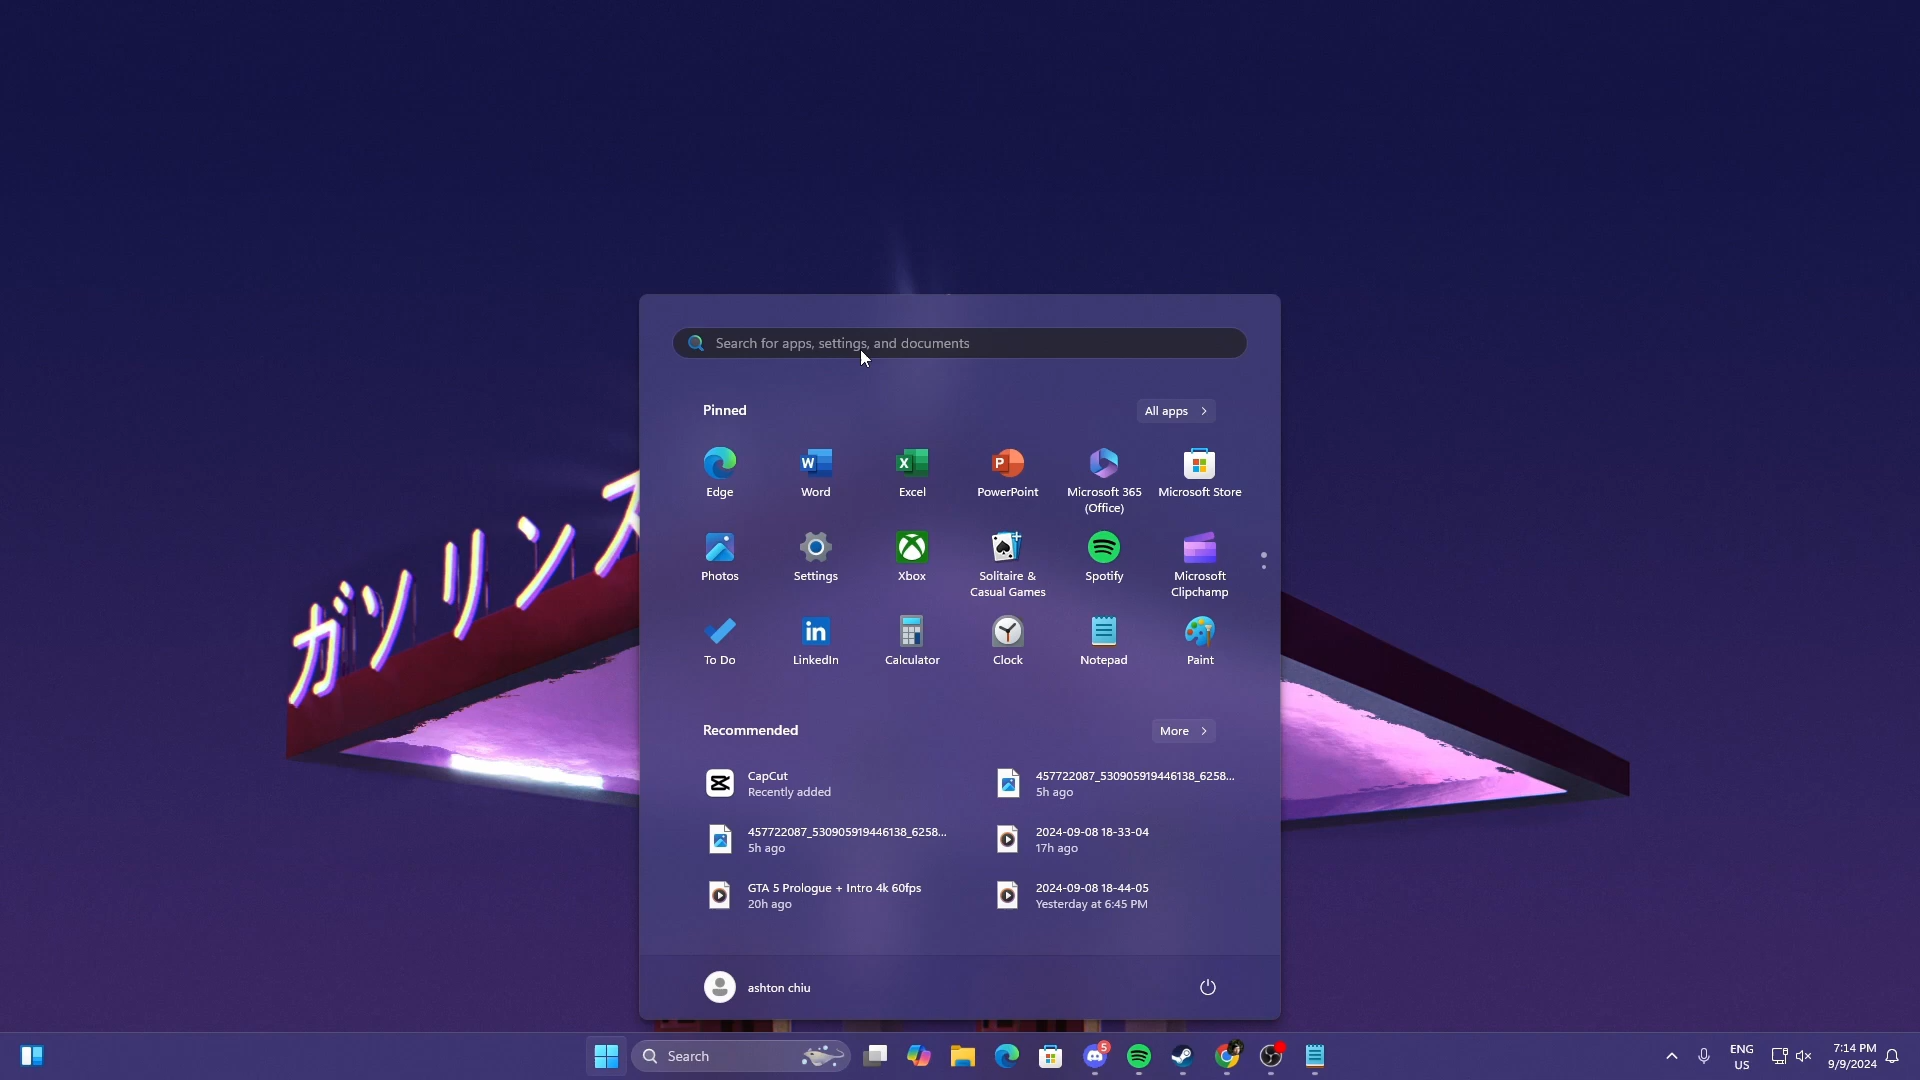 Search for apps, settings, and documents
Pinned
All apps
Edge
Word
Excel
PowerPoint
Microsoft 365
(Office)
Microsoft Store
Photos
Settings
Xbox
Solitaire &
Casual Games
Spotify
Microsoft
Clipchamp
To Do
LinkedIn
Calculator
Clock
Notepad
Paint
ガソリンス
Recommended
More
CapCut
Recently added
457722087_530905919446138_6258...
5h ago
457722087_530905919446138_6258...
5h ago
2024-09-08 18-33-04
17h ago
GTA 5 Prologue + Intro 4k 60fps
20h ago
2024-09-08 18-44-05
Yesterday at 6:45 PM
ashton chiu
Search
5
ENG
US
7:14 PM
9/9/2024